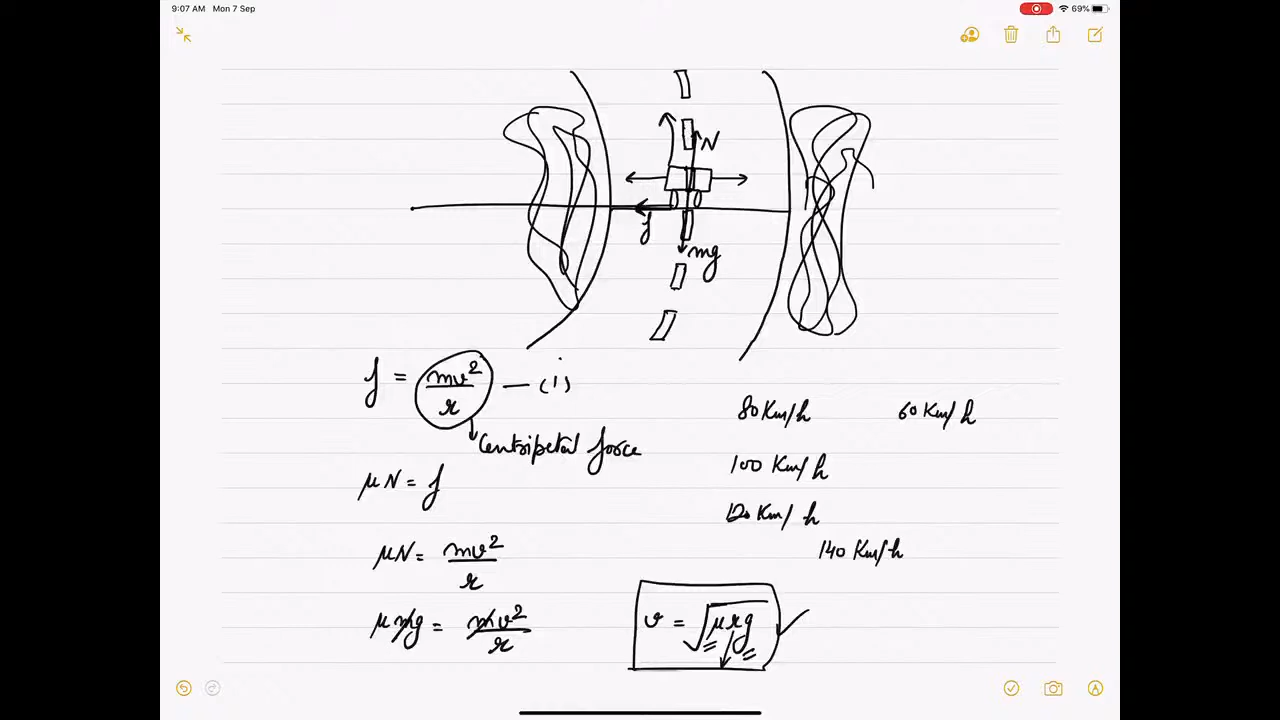 9:07 AM Mon 7 Sep
69%
N
f
mg
f = mv²/r — (i)
Centripetal force
80 Km/h 60 Km/h
100 Km/h
μN = f
120 Km/h
μN = mv²/r
140 Km/h
μmg = mv²/r
v = √μrg